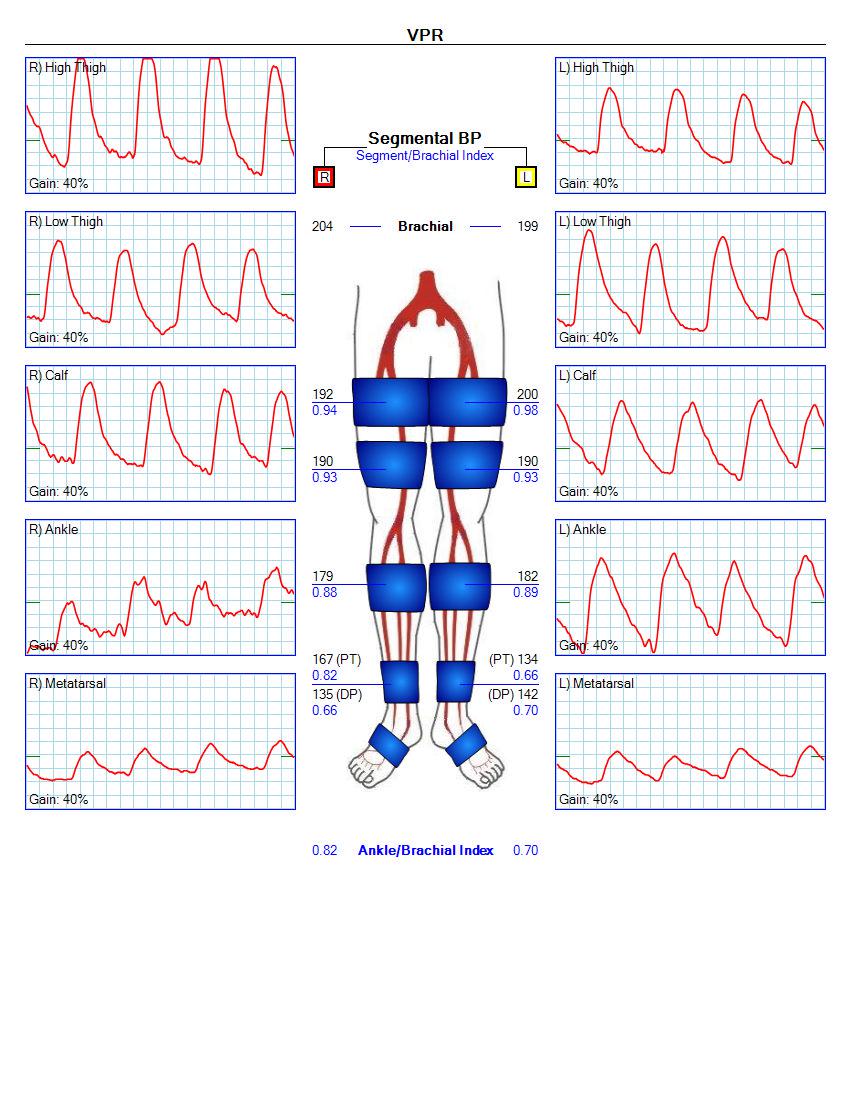 VPR
R) High Thigh
Gain: 40%
L) High Thigh
Gain: 40%
Segmental BP
Segment/Brachial Index
R
L
204 Brachial 199
R) Low Thigh
Gain: 40%
L) Low Thigh
Gain: 40%
192 200
0.94 0.98
R) Calf
Gain: 40%
L) Calf
Gain: 40%
190 190
0.93 0.93
R) Ankle
Gain: 40%
L) Ankle
Gain: 40%
179 182
0.88 0.89
167 (PT) (PT) 134
0.82 0.66
135 (DP) (DP) 142
0.66 0.70
R) Metatarsal
Gain: 40%
L) Metatarsal
Gain: 40%
0.82 Ankle/Brachial Index 0.70